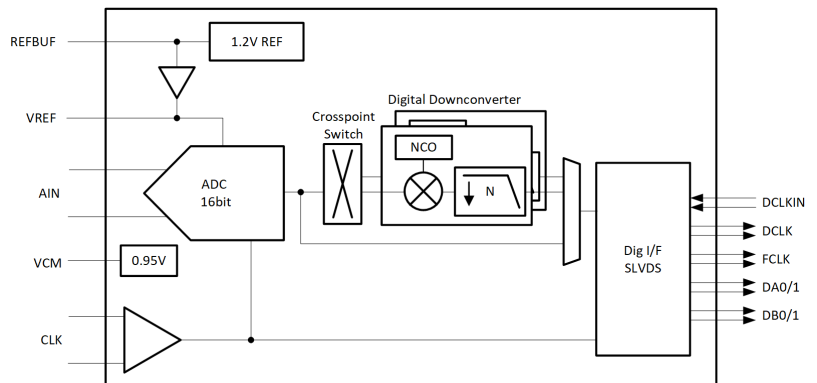 REFBUF
1.2V REF
Digital Downconverter
Crosspoint
Switch
VREF
NCO
ADC
16bit
AIN
N
DCLKIN
DCLK
Dig I/F
SLVDS
FCLK
VCM
0.95V
DA0/1
DB0/1
CLK